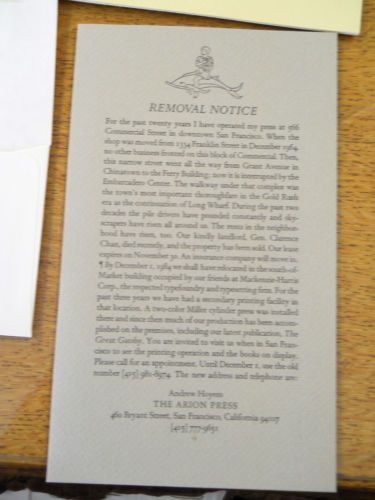 REMOVAL NOTICE
For the past twenty years I have operated my press at 566
Commercial Street in downtown San Francisco. When the
shop was moved from 1334 Franklin Street in December 1964,
no other business fronted on this block of Commercial. Then,
this narrow street went all the way from Grant Avenue in
Chinatown to the Ferry Building; now it is interrupted by the
Embarcadero Center. The walkway under that complex was
the town's most important thoroughfare in the Gold Rush
era as the continuation of Long Wharf. During the past two
decades the pile drivers have pounded constantly and sky-
scrapers have risen all around us. The rents in the neighbor-
hood have risen, too. Our kindly landlord, Gen. Clarence
Chan, died recently, and the property has been sold. Our lease
expires on November 30. An insurance company will move in.
¶ By December 1, 1984 we shall have relocated in the south-of-
Market building occupied by our friends at Mackenzie-Harris
Corp., the respected typefoundry and typesetting firm. For the
past three years we have had a secondary printing facility in
that location. A two-color Miller cylinder press was installed
there and since then much of our production has been accom-
plished on the premises, including our latest publication, The
Great Gatsby. You are invited to visit us when in San Fran-
cisco to see the printing operation and the books on display.
Please call for an appointment. Until December 1, use the old
number [415] 981-8974. The new address and telephone are:
Andrew Hoyem
THE ARION PRESS
460 Bryant Street, San Francisco, California 94107
[415] 777-9651